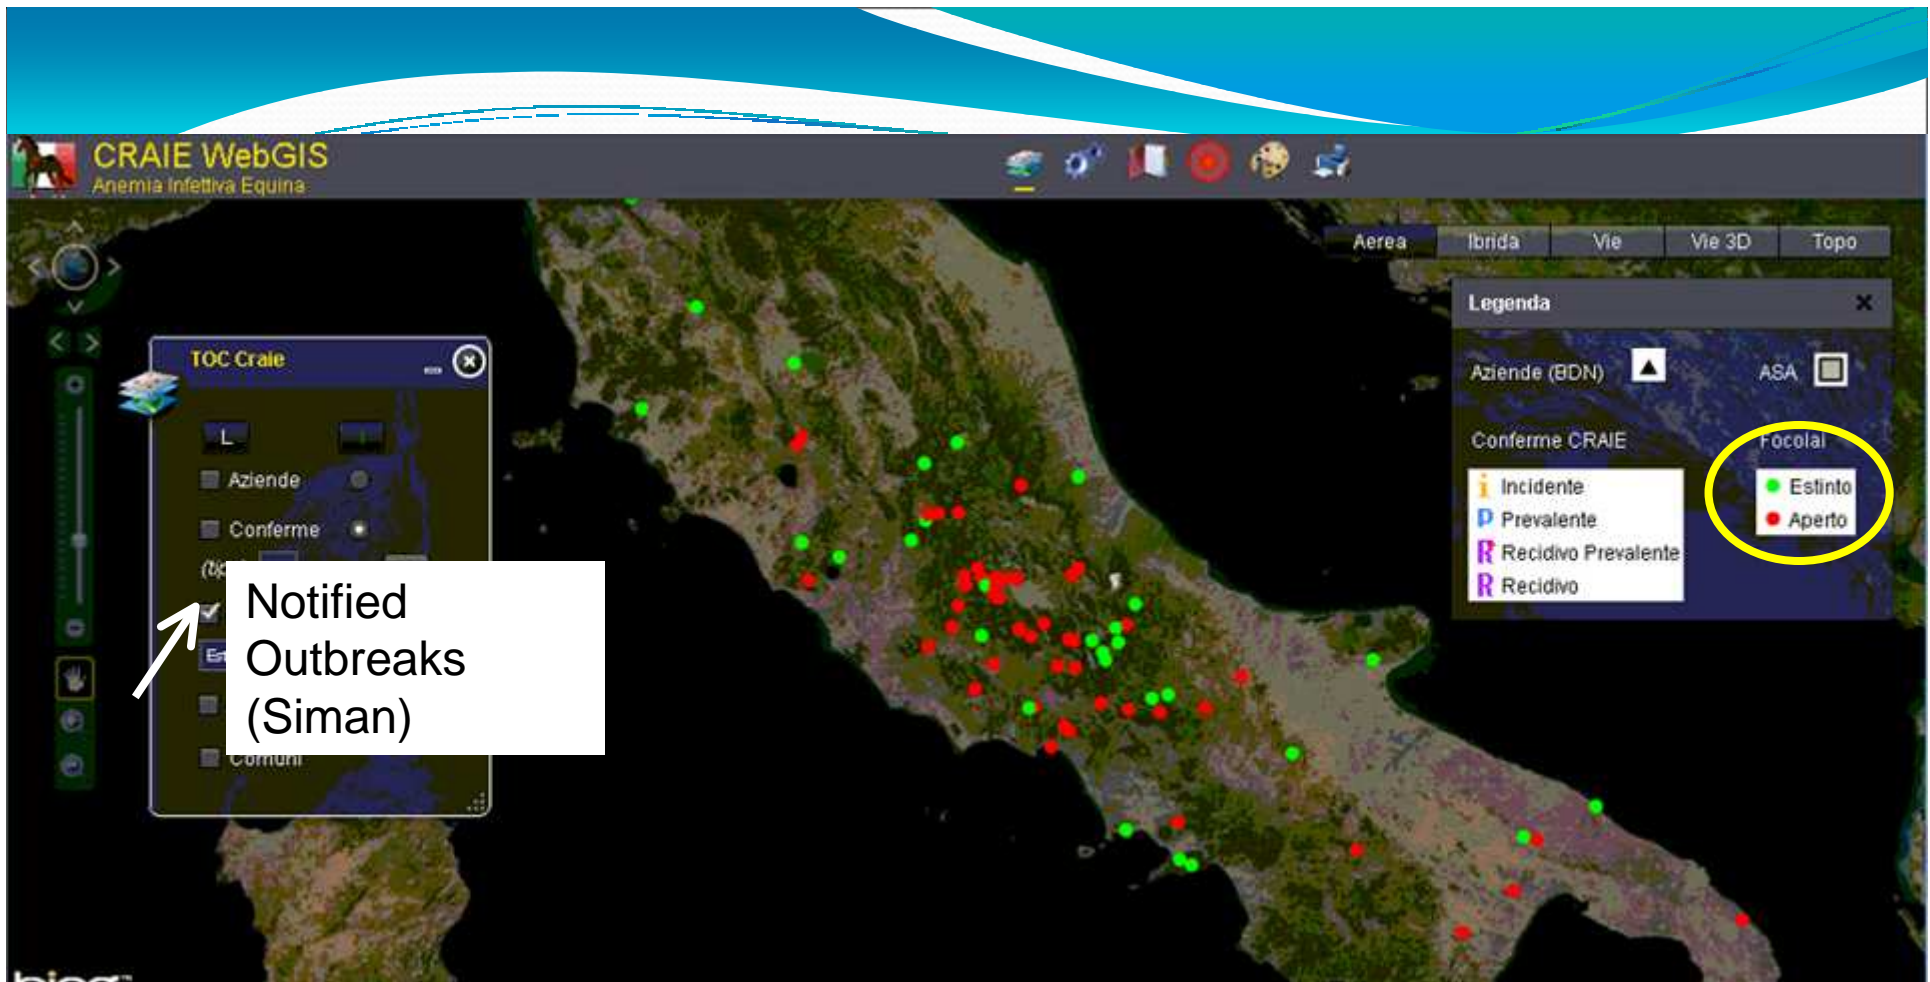 CRAIE WebGIS
Anemia Infettiva Equina
Aerea Ibrida Vie Vie 3D Topo
Legenda
Aziende (BDN) ASA
Conferme CRAIE Focolai
i Incidente
P Prevalente
R Recidivo Prevalente
R Recidivo
Estinto
Aperto
TOC Craie
L
Aziende
Conferme
Notified
Outbreaks
(Siman)
Comuni
bing